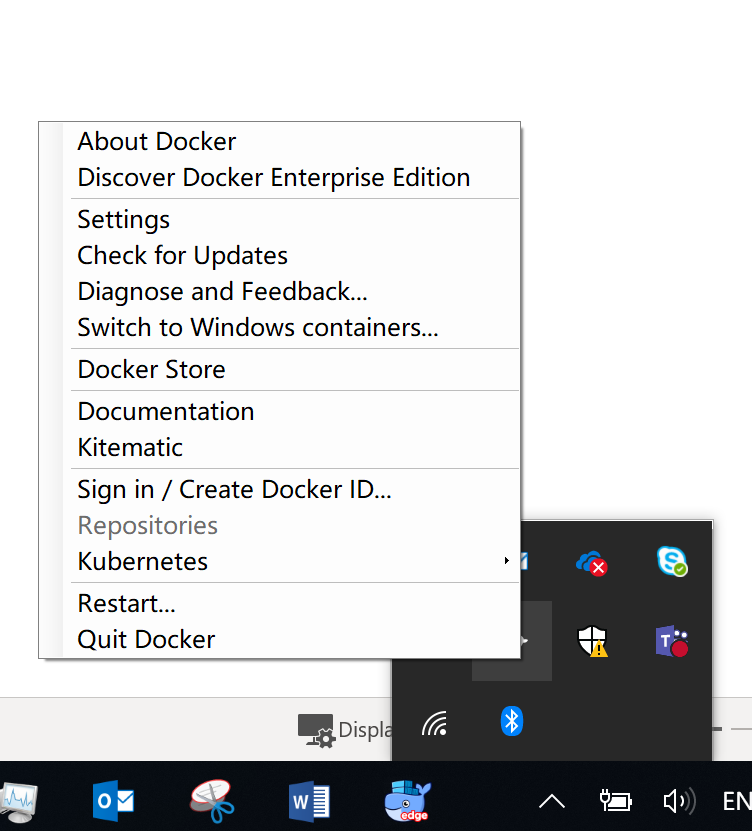 About Docker
Discover Docker Enterprise Edition
Settings
Check for Updates
Diagnose and Feedback...
Switch to Windows containers...
Docker Store
Documentation
Kitematic
Sign in / Create Docker ID...
Repositories
Kubernetes
Restart...
Quit Docker
S
T
Displa
O
W
edge
EN